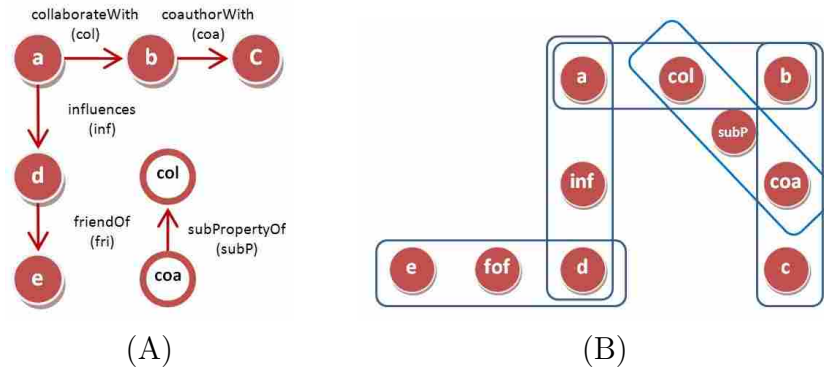 collaborateWith
(col)
coauthorWith
(coa)
a
b
C
influences
(inf)
d
col
friendOf
(fri)
subPropertyOf
(subP)
e
coa
(A)
a
col
b
subP
inf
coa
e
fof
d
c
(B)